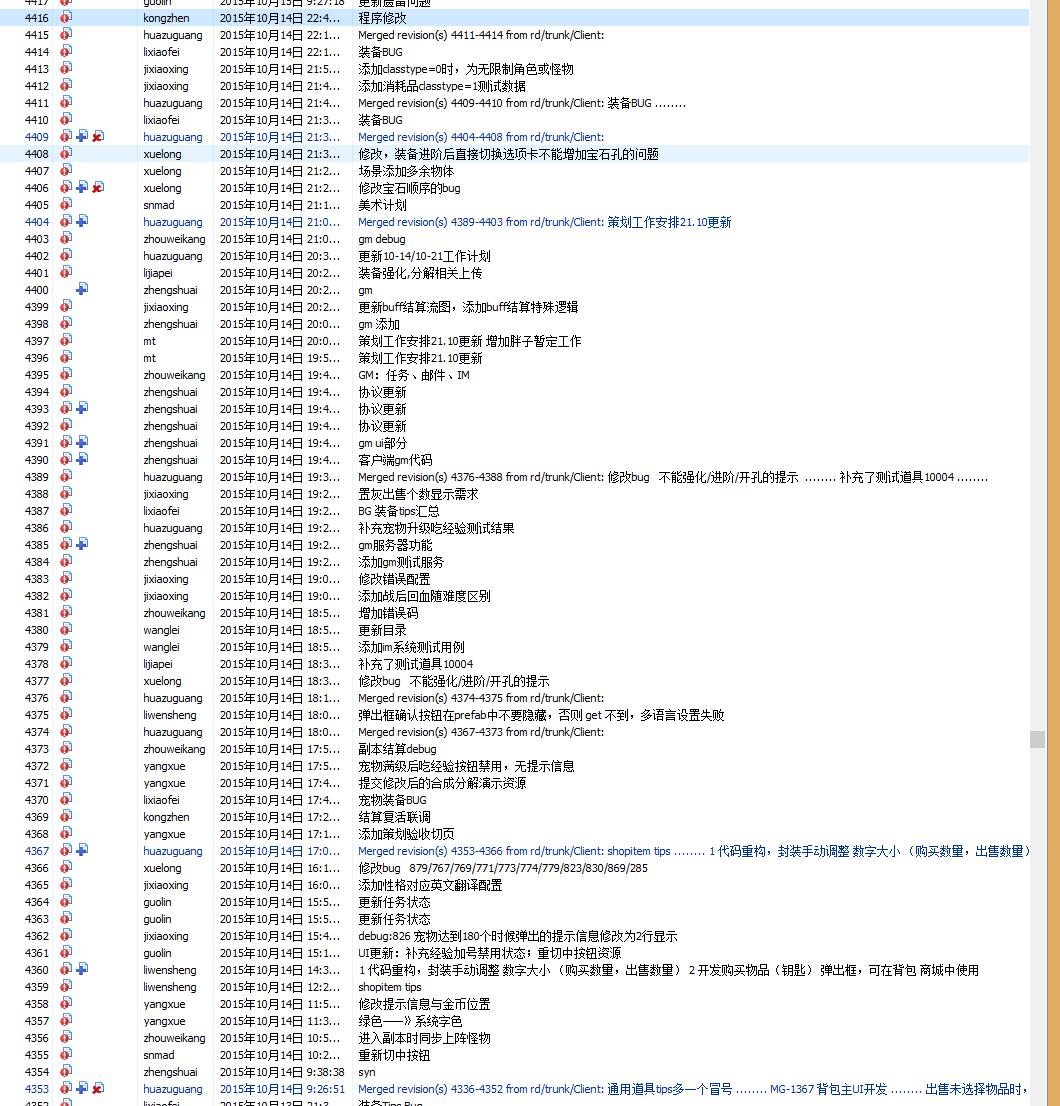 4417 guolin 2015年10月15日 9:27:18 更新遗留问题
4416 kongzhen 2015年10月14日 22:4... 程序修改
4415 huazuguang 2015年10月14日 22:1... Merged revision(s) 4411-4414 from rd/trunk/Client:
4414 lixiaofei 2015年10月14日 22:1... 装备BUG
4413 jixiaoxing 2015年10月14日 21:5... 添加classtype=0时，为无限制角色或怪物
4412 jixiaoxing 2015年10月14日 21:4... 添加消耗品classtype=1测试数据
4411 huazuguang 2015年10月14日 21:4... Merged revision(s) 4409-4410 from rd/trunk/Client: 装备BUG ........
4410 lixiaofei 2015年10月14日 21:3... 装备BUG
4409 huazuguang 2015年10月14日 21:3... Merged revision(s) 4404-4408 from rd/trunk/Client:
4408 xuelong 2015年10月14日 21:3... 修改，装备进阶后直接切换选项卡不能增加宝石孔的问题
4407 xuelong 2015年10月14日 21:2... 场景添加多余物体
4406 xuelong 2015年10月14日 21:2... 修改宝石顺序的bug
4405 snmad 2015年10月14日 21:1... 美术计划
4404 huazuguang 2015年10月14日 21:0... Merged revision(s) 4389-4403 from rd/trunk/Client: 策划工作安排21.10更新
4403 zhouweikang 2015年10月14日 21:0... gm debug
4402 huazuguang 2015年10月14日 20:3... 更新10-14/10-21工作计划
4401 lijiapei 2015年10月14日 20:2... 装备强化,分解相关上传
4400 zhengshuai 2015年10月14日 20:2... gm
4399 jixiaoxing 2015年10月14日 20:2... 更新buff结算流图，添加buff结算特殊逻辑
4398 zhengshuai 2015年10月14日 20:0... gm 添加
4397 mt 2015年10月14日 20:0... 策划工作安排21.10更新 增加胖子暂定工作
4396 mt 2015年10月14日 19:5... 策划工作安排21.10更新
4395 zhouweikang 2015年10月14日 19:4... GM：任务、邮件、IM
4394 zhengshuai 2015年10月14日 19:4... 协议更新
4393 zhengshuai 2015年10月14日 19:4... 协议更新
4392 zhengshuai 2015年10月14日 19:4... 协议更新
4391 zhengshuai 2015年10月14日 19:4... gm ui部分
4390 zhengshuai 2015年10月14日 19:4... 客户端gm代码
4389 huazuguang 2015年10月14日 19:3... Merged revision(s) 4376-4388 from rd/trunk/Client: 修改bug 不能强化/进阶/开孔的提示 ........ 补充了测试道具10004 ........
4388 jixiaoxing 2015年10月14日 19:2... 置灰出售个数显示需求
4387 lixiaofei 2015年10月14日 19:2... BG 装备tips汇总
4386 huazuguang 2015年10月14日 19:2... 补充宠物升级吃经验测试结果
4385 zhengshuai 2015年10月14日 19:2... gm服务器功能
4384 zhengshuai 2015年10月14日 19:2... 添加gm测试服务
4383 jixiaoxing 2015年10月14日 19:0... 修改错误配置
4382 jixiaoxing 2015年10月14日 19:0... 添加战后回血随难度区别
4381 zhouweikang 2015年10月14日 18:5... 增加错误码
4380 wanglei 2015年10月14日 18:5... 更新目录
4379 wanglei 2015年10月14日 18:5... 添加im系统测试用例
4378 lijiapei 2015年10月14日 18:3... 补充了测试道具10004
4377 xuelong 2015年10月14日 18:3... 修改bug 不能强化/进阶/开孔的提示
4376 huazuguang 2015年10月14日 18:1... Merged revision(s) 4374-4375 from rd/trunk/Client:
4375 liwensheng 2015年10月14日 18:0... 弹出框确认按钮在prefab中不要隐藏，否则 get 不到，多语言设置失败
4374 huazuguang 2015年10月14日 18:0... Merged revision(s) 4367-4373 from rd/trunk/Client:
4373 zhouweikang 2015年10月14日 17:5... 副本结算debug
4372 yangxue 2015年10月14日 17:5... 宠物满级后吃经验按钮禁用，无提示信息
4371 yangxue 2015年10月14日 17:4... 提交修改后的合成分解演示资源
4370 lixiaofei 2015年10月14日 17:4... 宠物装备BUG
4369 kongzhen 2015年10月14日 17:2... 结算复活联调
4368 yangxue 2015年10月14日 17:1... 添加策划验收切页
4367 huazuguang 2015年10月14日 17:0... Merged revision(s) 4353-4366 from rd/trunk/Client: shopitem tips ........ 1 代码重构，封装手动调整 数字大小 （购买数量，出售数量）
4366 xuelong 2015年10月14日 16:1... 修改bug 879/767/769/771/773/774/779/823/830/869/285
4365 jixiaoxing 2015年10月14日 16:0... 添加性格对应英文翻译配置
4364 guolin 2015年10月14日 15:5... 更新任务状态
4363 guolin 2015年10月14日 15:5... 更新任务状态
4362 jixiaoxing 2015年10月14日 15:4... debug:826 宠物达到180个时候弹出的提示信息修改为2行显示
4361 guolin 2015年10月14日 15:1... UI更新：补充经验加号禁用状态；重切中按钮资源
4360 liwensheng 2015年10月14日 14:3... 1 代码重构，封装手动调整 数字大小 （购买数量，出售数量） 2 开发购买物品（钥匙） 弹出框，可在背包 商城中使用
4359 liwensheng 2015年10月14日 12:2... shopitem tips
4358 yangxue 2015年10月14日 11:5... 修改提示信息与金币位置
4357 yangxue 2015年10月14日 11:3... 绿色——》系统字色
4356 zhouweikang 2015年10月14日 10:5... 进入副本时同步上阵怪物
4355 snmad 2015年10月14日 10:2... 重新切中按钮
4354 zhengshuai 2015年10月14日 9:38:38 syn
4353 huazuguang 2015年10月14日 9:26:51 Merged revision(s) 4336-4352 from rd/trunk/Client: 通用道具tips多一个冒号 ........ MG-1367 背包主UI开发 ........ 出售未选择物品时，
4352 lixiaofei 2015年10月13日 21:3... 装备Tips Bug